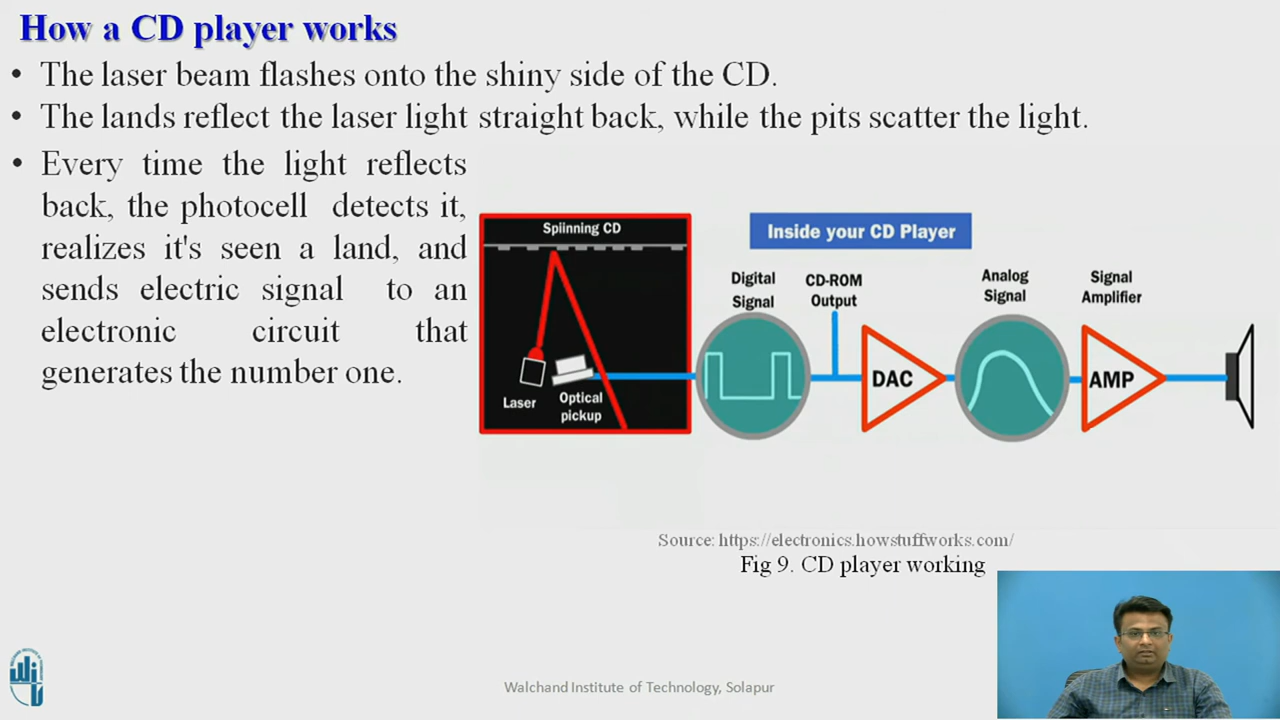 How a CD player works
• The laser beam flashes onto the shiny side of the CD.
• The lands reflect the laser light straight back, while the pits scatter the light.
• Every time the light reflects
back, the photocell detects it,
realizes it's seen a land, and
sends electric signal to an
electronic circuit that
generates the number one.
Spiinning CD
Laser
Optical
pickup
Inside your CD Player
Digital
Signal
CD-ROM
Output
DAC
Analog
Signal
Signal
Amplifier
AMP
Source: https://electronics.howstuffworks.com/
Fig 9. CD player working
Walchand Institute of Technology, Solapur